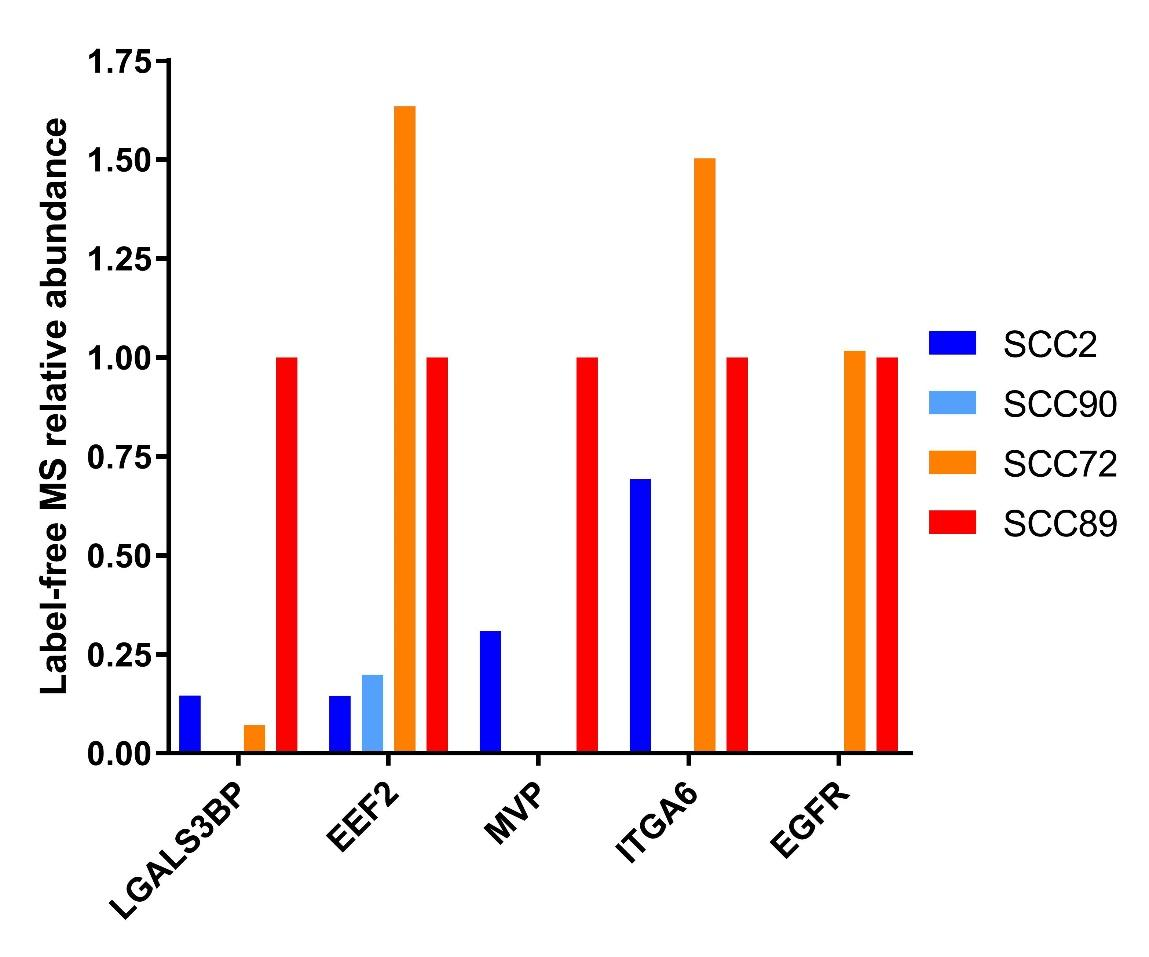 Label-free MS relative abundance
1.75
1.50
1.25
1.00
0.75
0.50
0.25
0.00
LGALS3BP
EEF2
MVP
ITGA6
EGFR
SCC2
SCC90
SCC72
SCC89